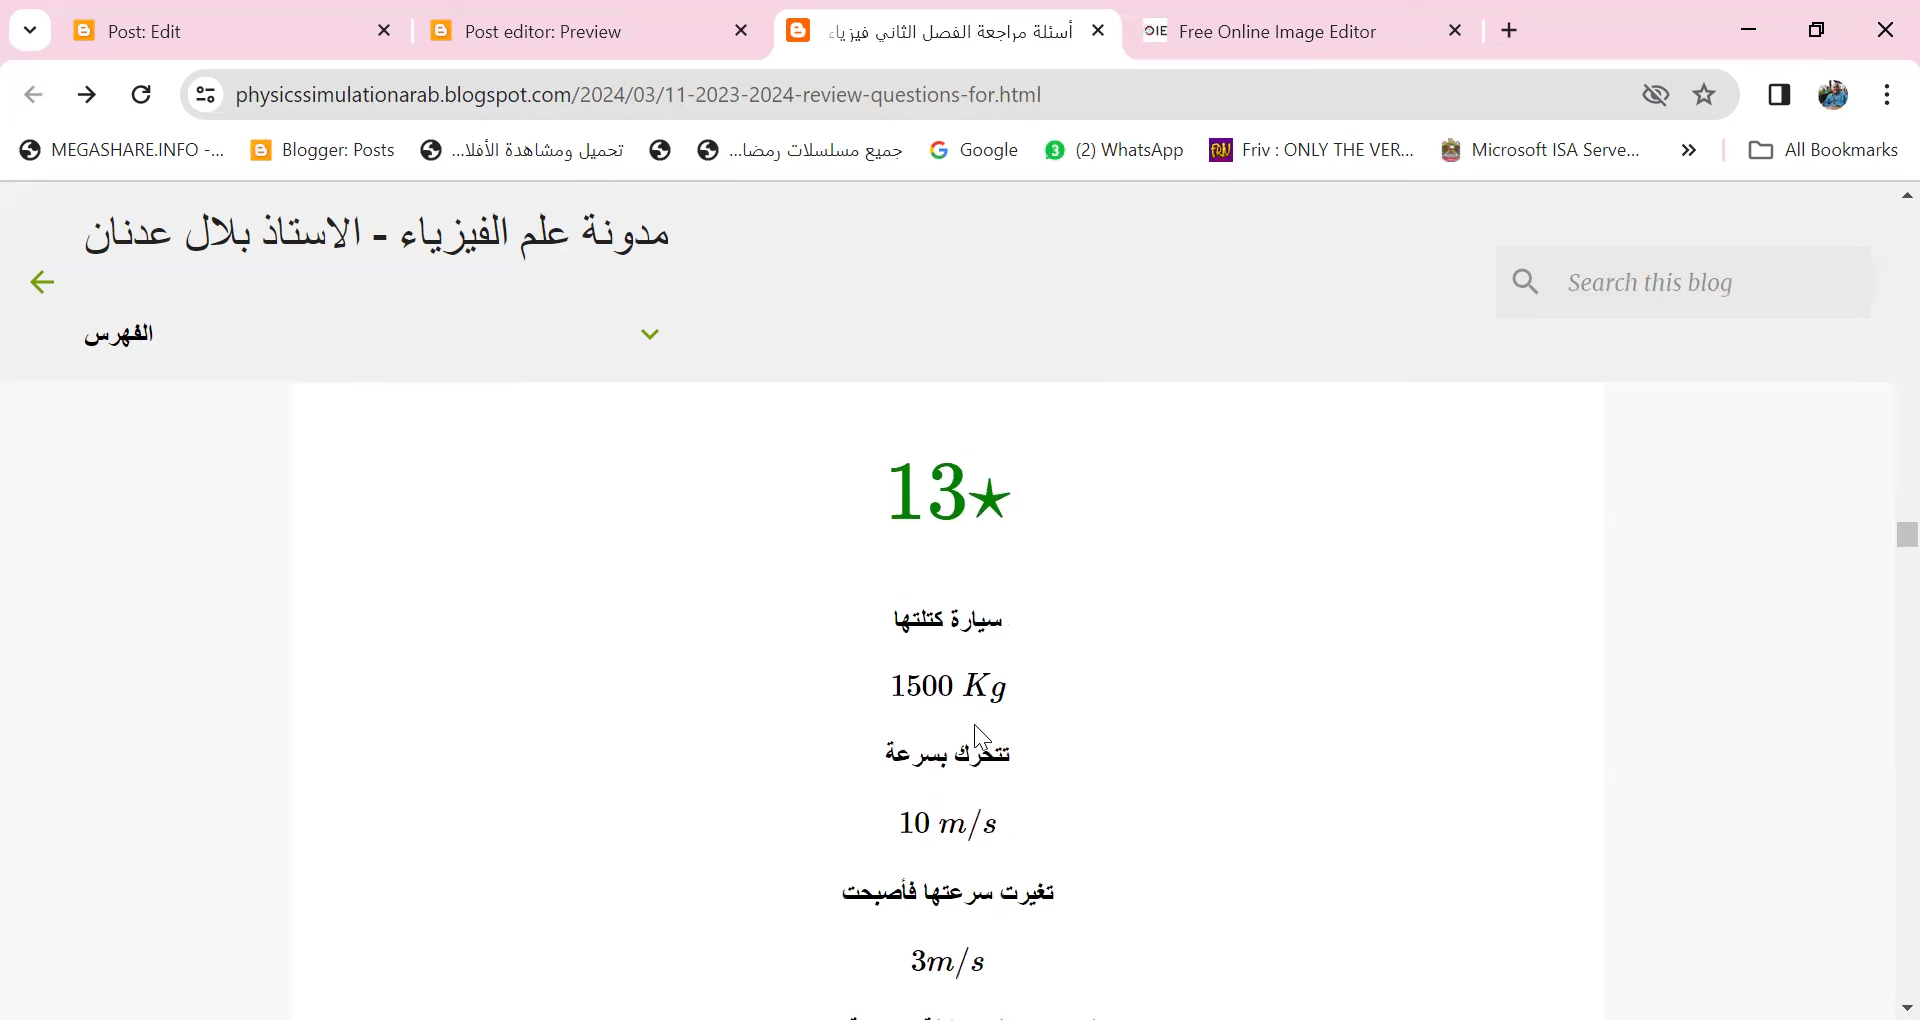 Post: Edit
Post editor: Preview
أسئلة مراجعة الفصل الثاني فيزياء
OIE Free Online Image Editor
physicssimulationarab.blogspot.com/2024/03/11-2023-2024-review-questions-for.html
MEGASHARE.INFO -...
Blogger: Posts
تحميل ومشاهدة الأفلا...
جميع مسلسلات رمضا...
Google
(2) WhatsApp
Friv : ONLY THE VER...
Microsoft ISA Serve...
»
All Bookmarks
مدونة علم الفيزياء - الاستاذ بلال عدنان
Search this blog
الفهرس
13★
سيارة كتلتها
1500 Kg
تتحرك بسرعة
10 m/s
تغيرت سرعتها فأصبحت
3m/s